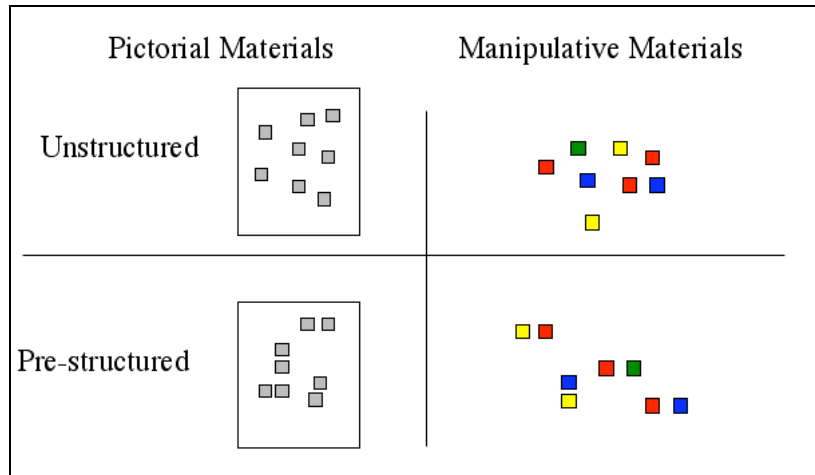 Pictorial Materials
Manipulative Materials
Unstructured
Pre-structured